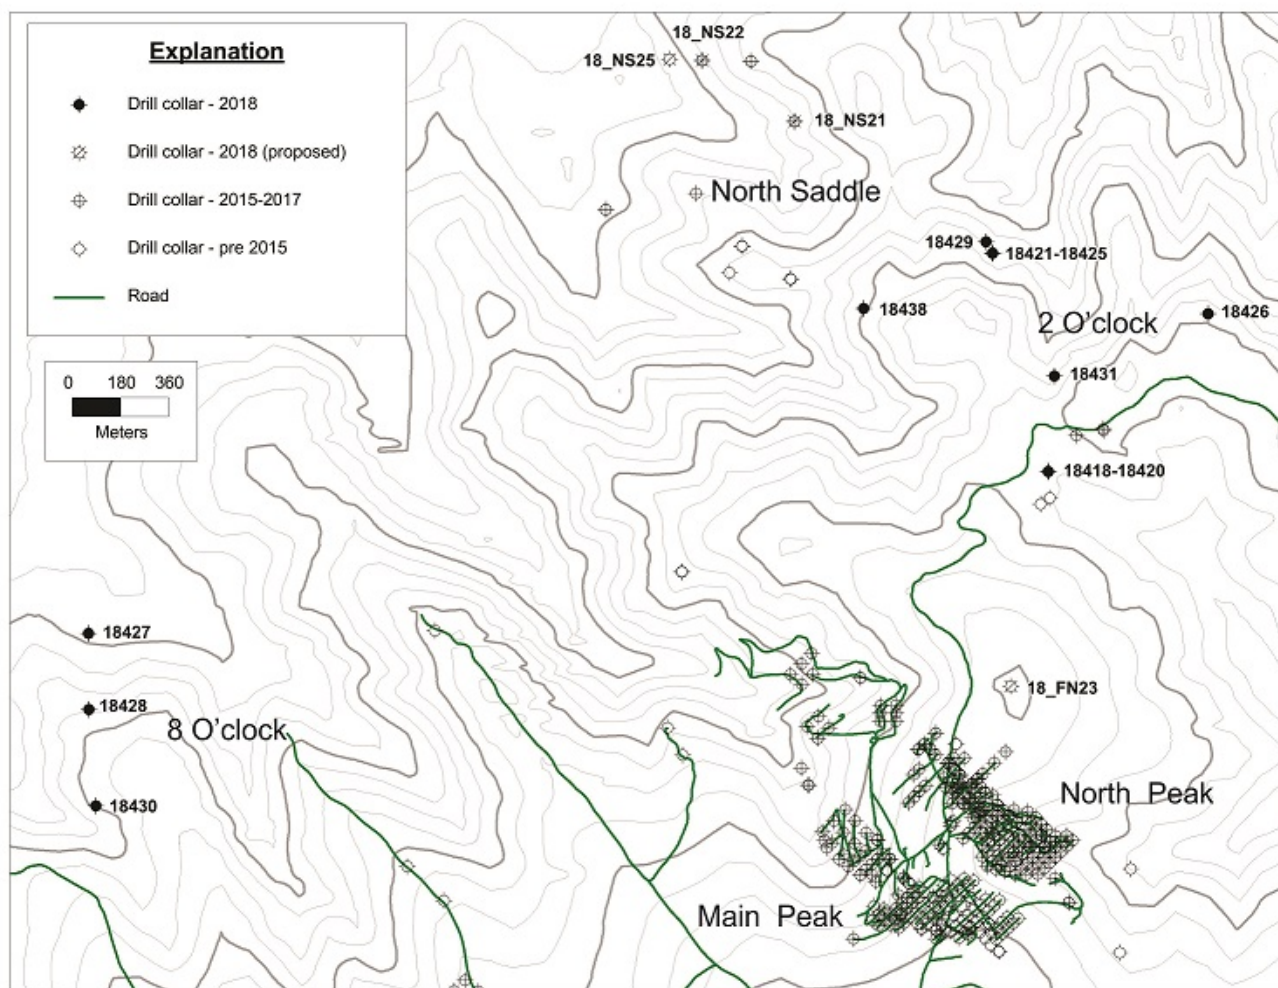 Explanation
Drill collar - 2018
Drill collar - 2018 (proposed)
Drill collar - 2015-2017
Drill collar - pre 2015
Road
0 180 360
Meters
18_NS22
18_NS25
18_NS21
North Saddle
18429
18421-18425
18438
18426
2 O'clock
18431
18418-18420
18427
18_FN23
18428
8 O'clock
18430
North Peak
Main Peak